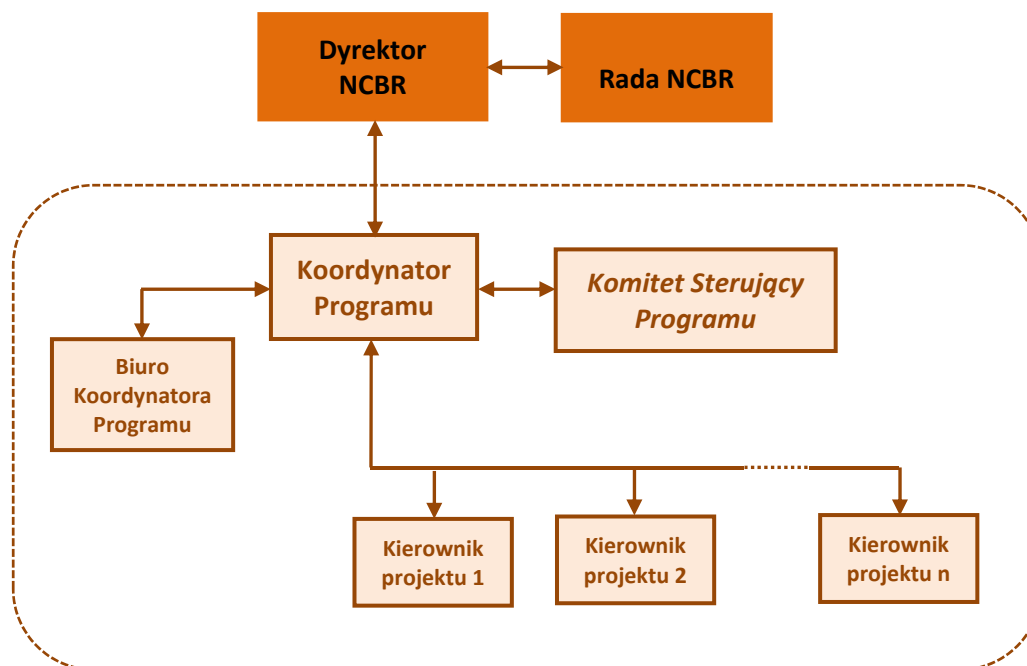 Dyrektor
NCBR
Rada NCBR
Koordynator
Programu
Komitet Sterujący
Programu
Biuro
Koordynatora
Programu
Kierownik
projektu 1
Kierownik
projektu 2
Kierownik
projektu n